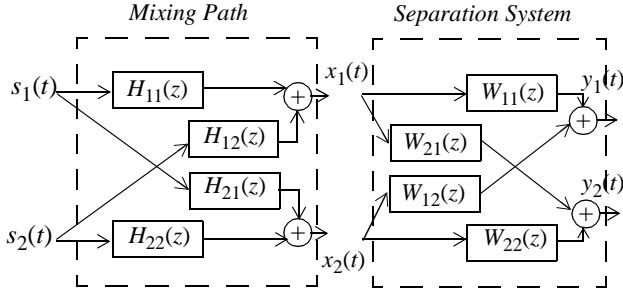 Mixing Path
Separation System
s1(t)
H11(z)
+
x1(t)
W11(z)
y1(t)
+
H12(z)
W21(z)
H21(z)
W12(z)
y2(t)
s2(t)
H22(z)
+
x2(t)
W22(z)
+